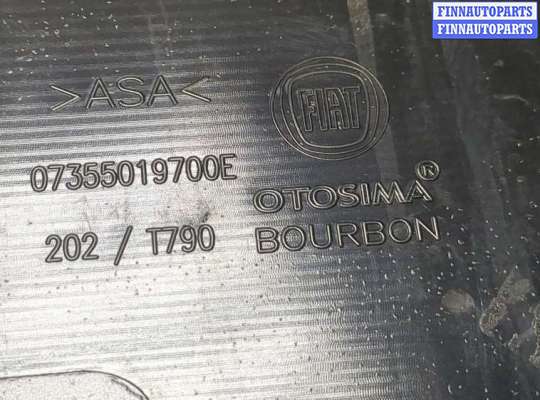 FINNAUTOPARTS
FINNAUTOPARTS
>ASA<
FIAT
07355019700E
OTOSIMA®
202 / T790
BOURBON